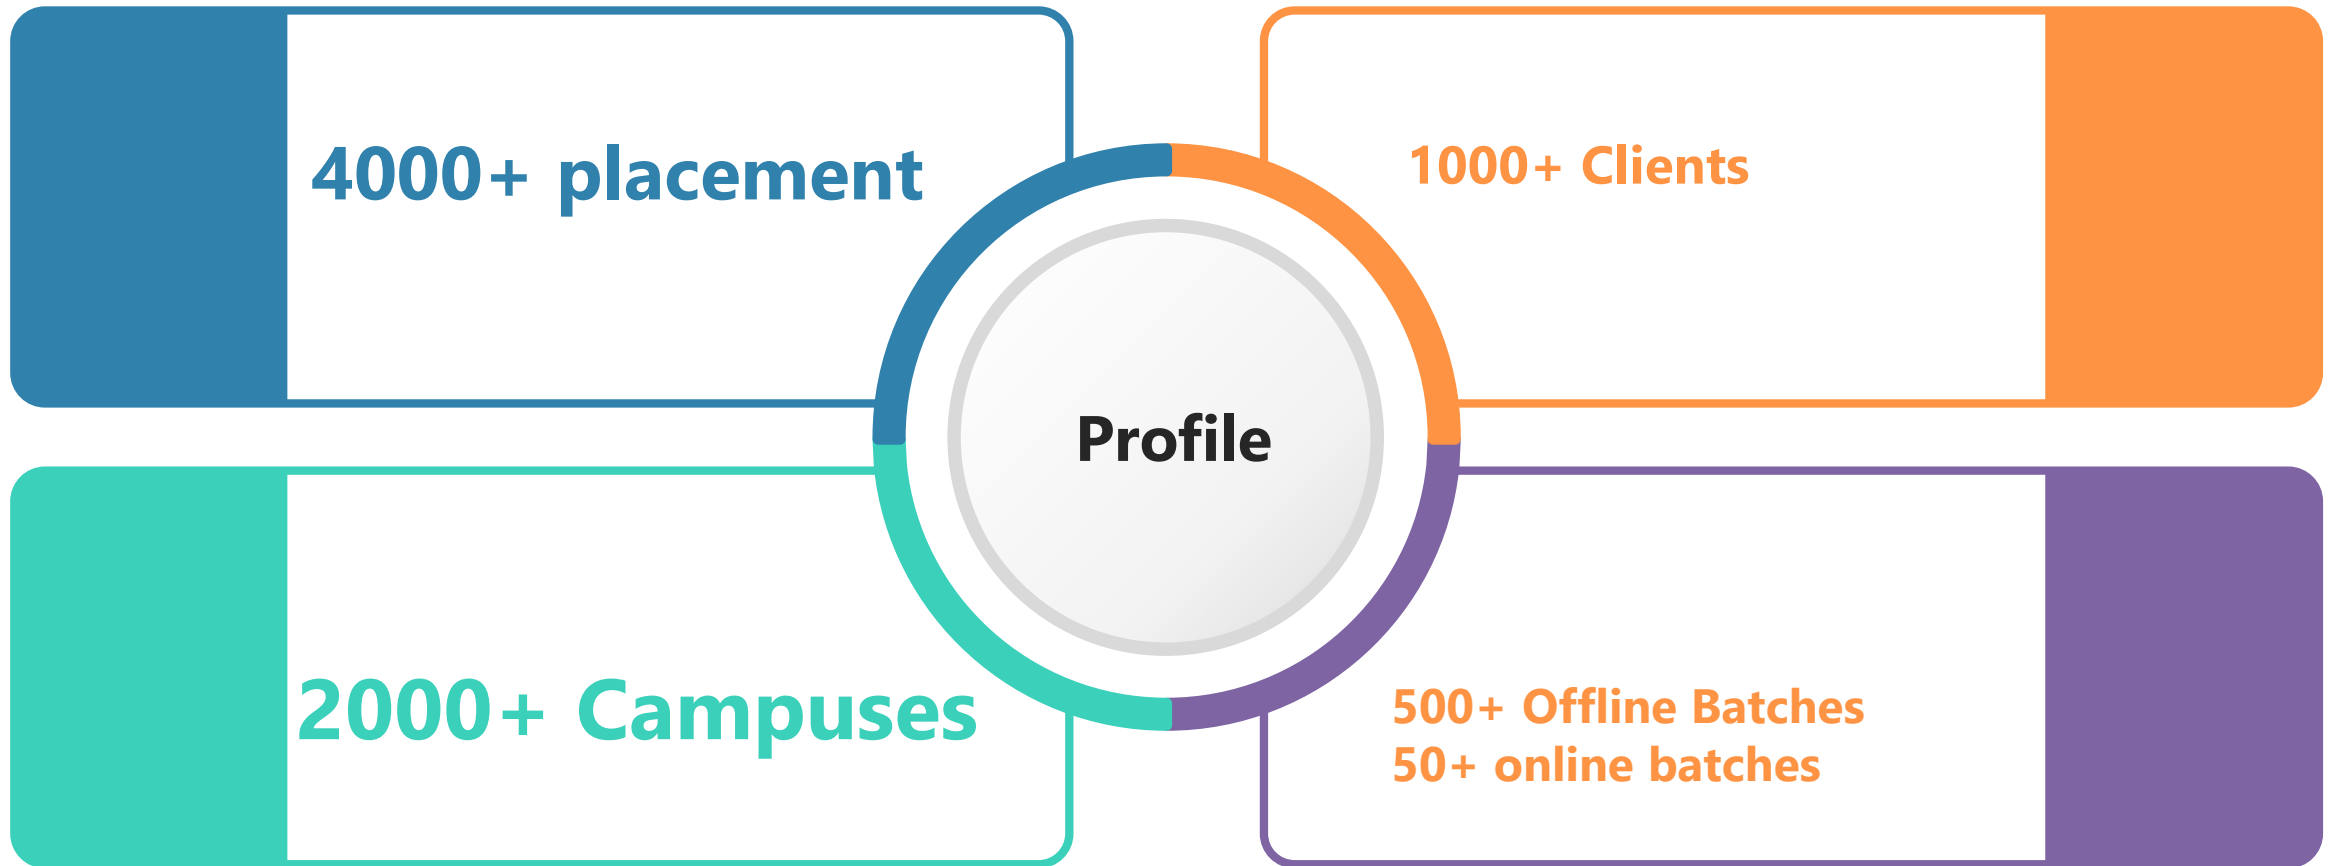 4000+ placement
1000+ Clients
Profile
2000+ Campuses
500+ Offline Batches
50+ online batches